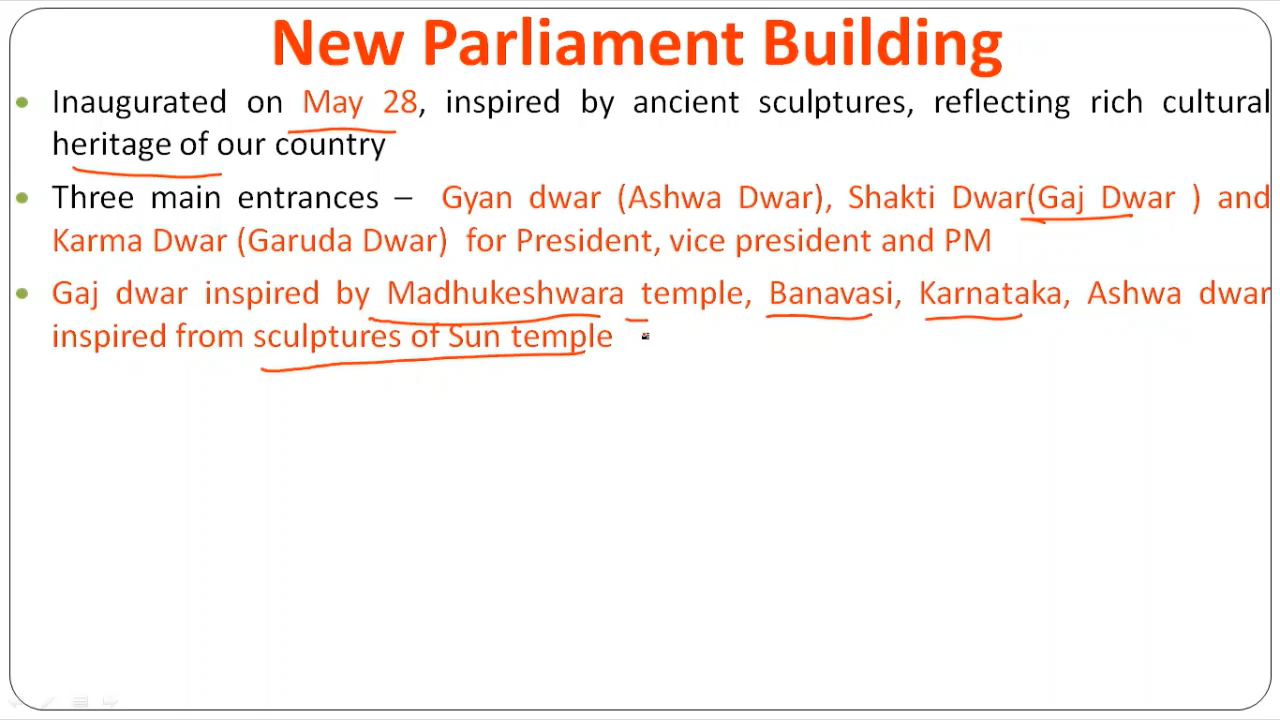 New Parliament Building
• Inaugurated on May 28, inspired by ancient sculptures, reflecting rich cultural
heritage of our country
• Three main entrances – Gyan dwar (Ashwa Dwar), Shakti Dwar(Gaj Dwar ) and
Karma Dwar (Garuda Dwar) for President, vice president and PM
• Gaj dwar inspired by Madhukeshwara temple, Banavasi, Karnataka, Ashwa dwar
inspired from sculptures of Sun temple